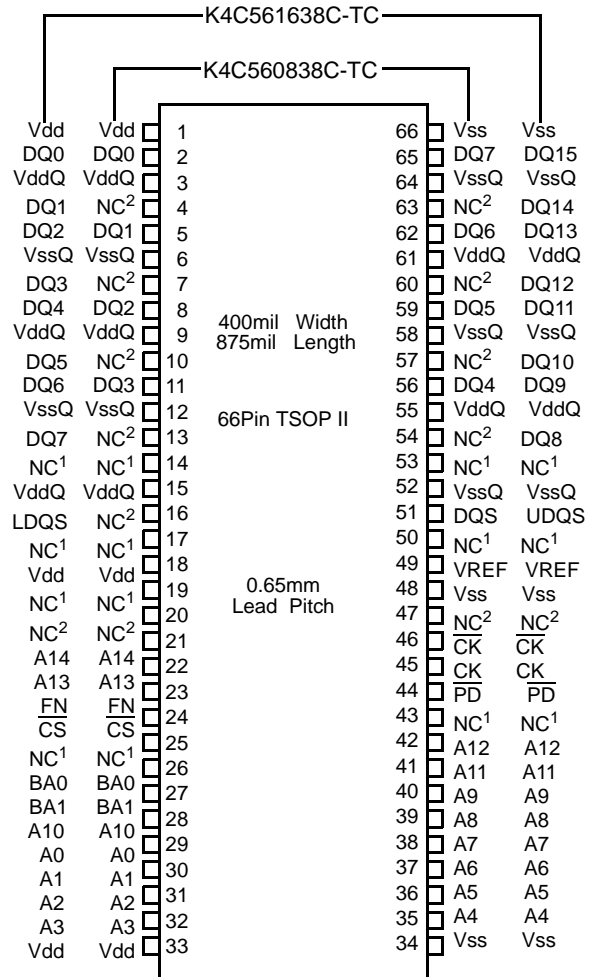 K4C561638C-TC
K4C560838C-TC
Vdd Vdd 1 66 Vss Vss
DQ0 DQ0 2 65 DQ7 DQ15
VddQ VddQ 3 64 VssQ VssQ
DQ1 NC² 4 63 NC² DQ14
DQ2 DQ1 5 62 DQ6 DQ13
VssQ VssQ 6 61 VddQ VddQ
DQ3 NC² 7 60 NC² DQ12
DQ4 DQ2 8 59 DQ5 DQ11
400mil Width
VddQ VddQ 9 58 VssQ VssQ
875mil Length
DQ5 NC² 10 57 NC² DQ10
DQ6 DQ3 11 56 DQ4 DQ9
VssQ VssQ 12 55 VddQ VddQ
66Pin TSOP II
DQ7 NC² 13 54 NC² DQ8
NC¹ NC¹ 14 53 NC¹ NC¹
VddQ VddQ 15 52 VssQ VssQ
LDQS NC² 16 51 DQS UDQS
NC¹ NC¹ 17 50 NC¹ NC¹
Vdd Vdd 18 49 VREF VREF
NC¹ NC¹ 19 48 Vss Vss
0.65mm
Lead Pitch
NC² NC² 20 47 NC² NC²
A14 A14 21 46 C̅K̅ C̅K̅
A13 A13 22 45 CK CK
FN FN 23 44 P̅D̅ P̅D̅
C̅S̅ C̅S̅ 24 43 NC¹ NC¹
NC¹ NC¹ 25 42 A12 A12
BA0 BA0 26 41 A11 A11
BA1 BA1 27 40 A9 A9
A10 A10 28 39 A8 A8
A0 A0 29 38 A7 A7
A1 A1 30 37 A6 A6
A2 A2 31 36 A5 A5
A3 A3 32 35 A4 A4
Vdd Vdd 33 34 Vss Vss